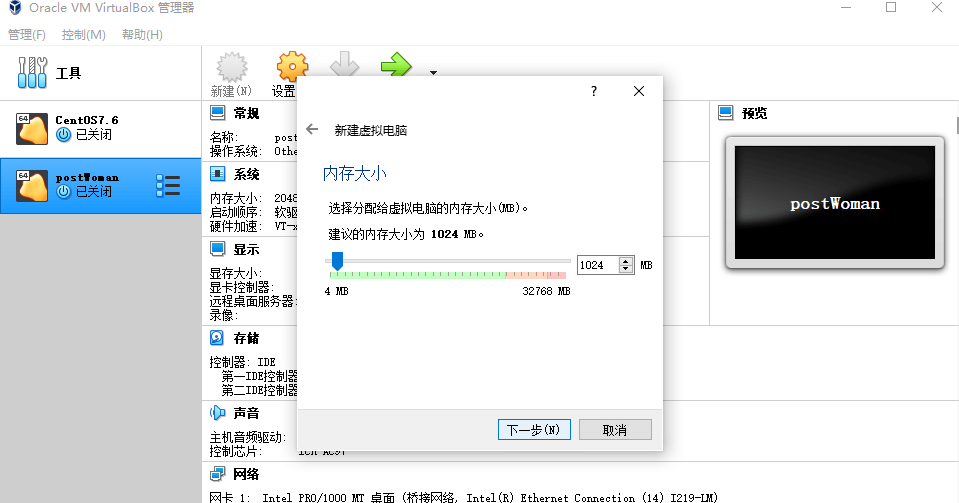 Oracle VM VirtualBox 管理器
管理(F) 控制(M) 帮助(H)
工具
新建(N) 设置
CentOS7.6
已关闭
postWoman
已关闭
常规
名称: post
操作系统: Othe
系统
内存大小: 2048
启动顺序: 软驱
硬件加速: VT-x
显示
显存大小:
显卡控制器:
远程桌面服务器:
录像:
存储
控制器: IDE
第一IDE控制器
第二IDE控制器
声音
主机音频驱动:
控制芯片: ICH AC97
网络
网卡 1: Intel PRO/1000 MT 桌面 (桥接网络, Intel(R) Ethernet Connection (14) I219-LM)
预览
postWoman
?
新建虚拟电脑
内存大小
选择分配给虚拟电脑的内存大小(MB)。
建议的内存大小为 1024 MB。
1024 MB
4 MB 32768 MB
下一步(N) 取消